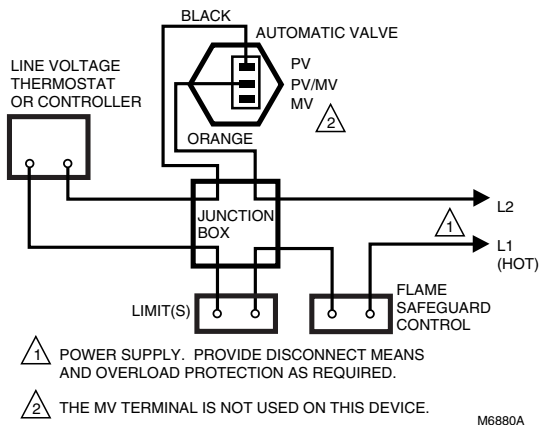 BLACK
AUTOMATIC VALVE
LINE VOLTAGE
THERMOSTAT
OR CONTROLLER
PV
PV/MV
MV
2
ORANGE
JUNCTION
BOX
L2
1
L1
(HOT)
LIMIT(S)
FLAME
SAFEGUARD
CONTROL
1 POWER SUPPLY. PROVIDE DISCONNECT MEANS
AND OVERLOAD PROTECTION AS REQUIRED.
2 THE MV TERMINAL IS NOT USED ON THIS DEVICE.
M6880A